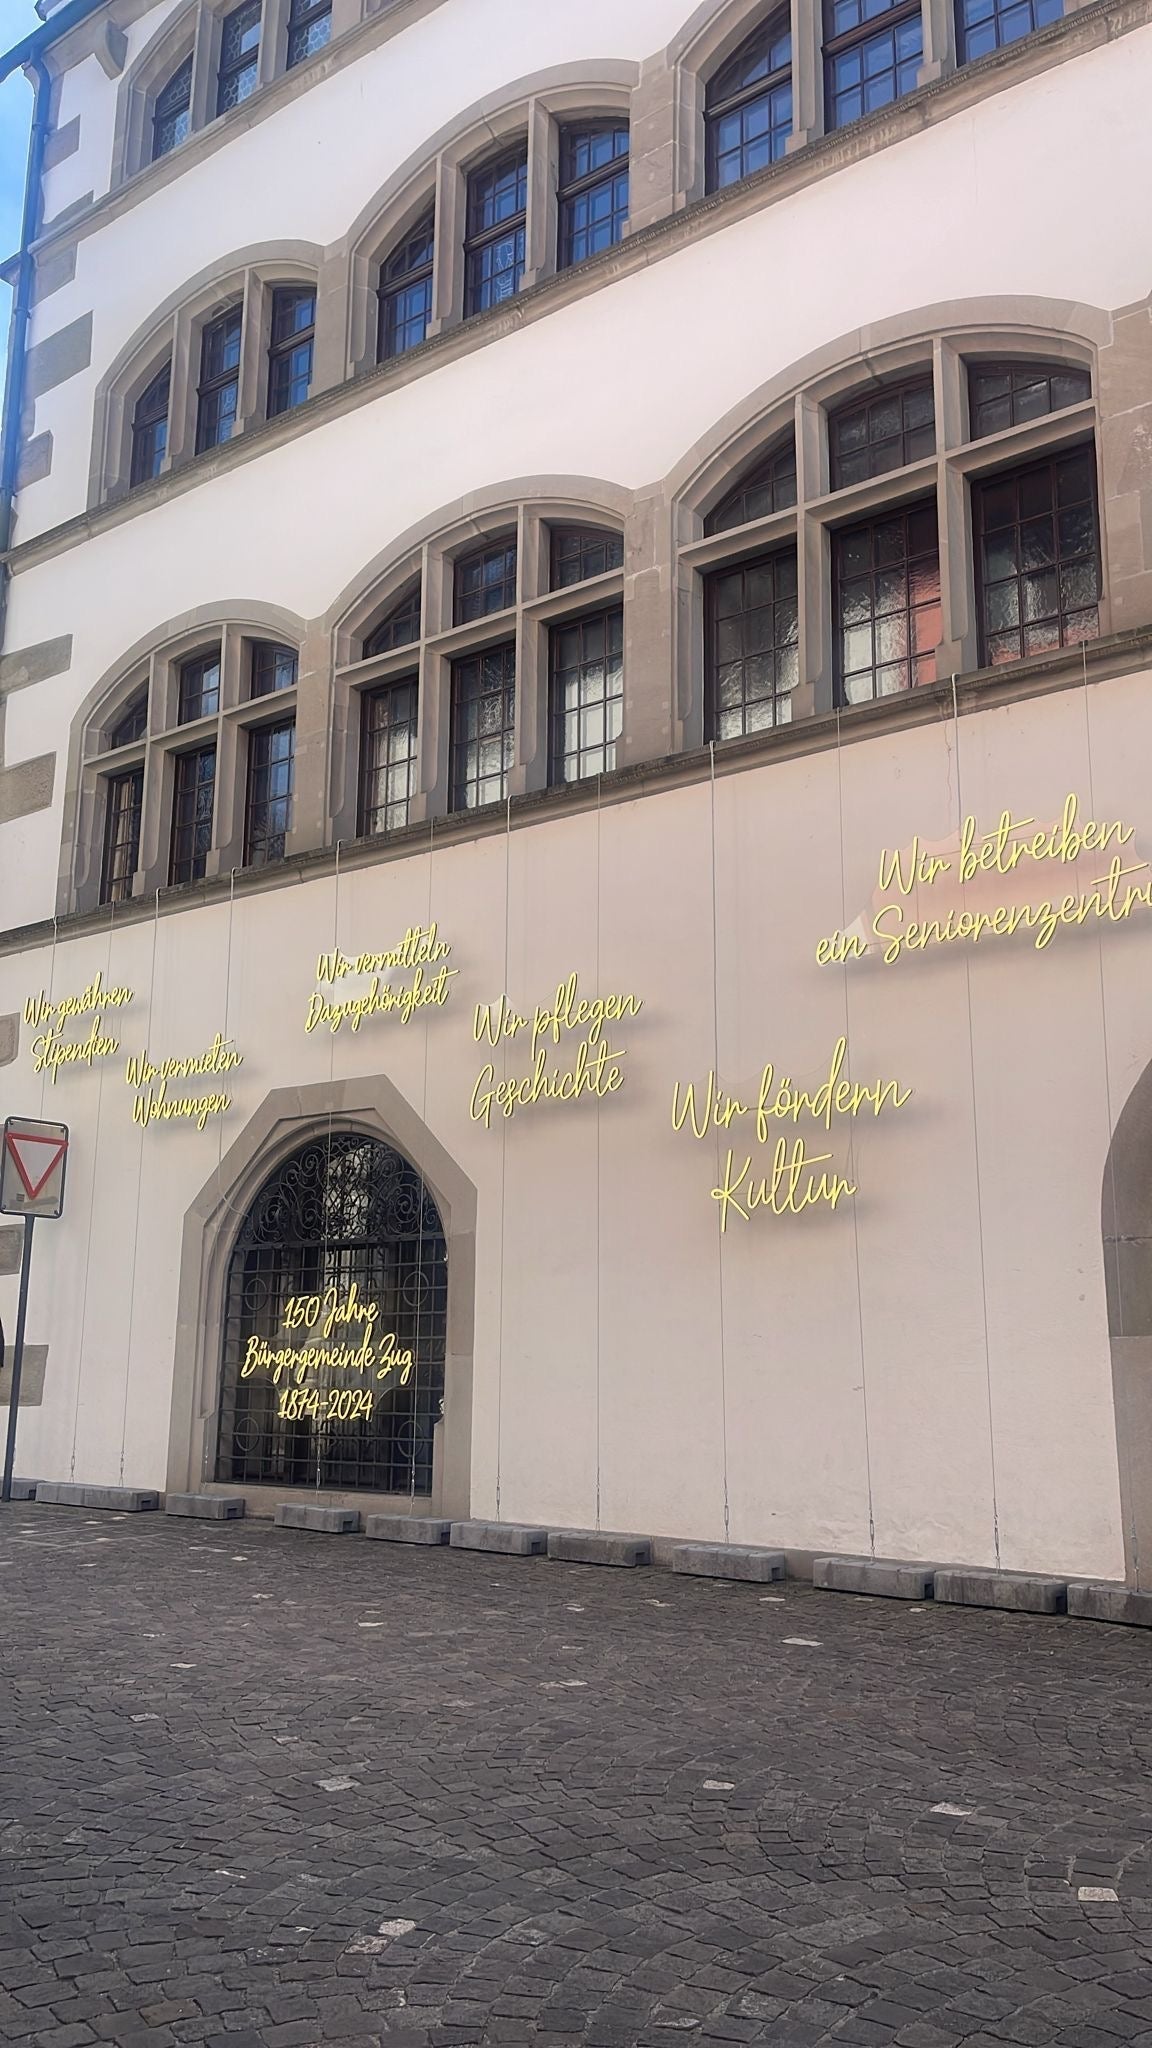 Wir gewähren
Stipendien
Wir vermieten
Wohnungen
Wir vermitteln
Dazugehörigkeit
Wir pflegen
Geschichte
Wir fördern
Kultur
Wir betreiben
ein
150 Jahre
Bürgergemeinde Zug
1874-2024